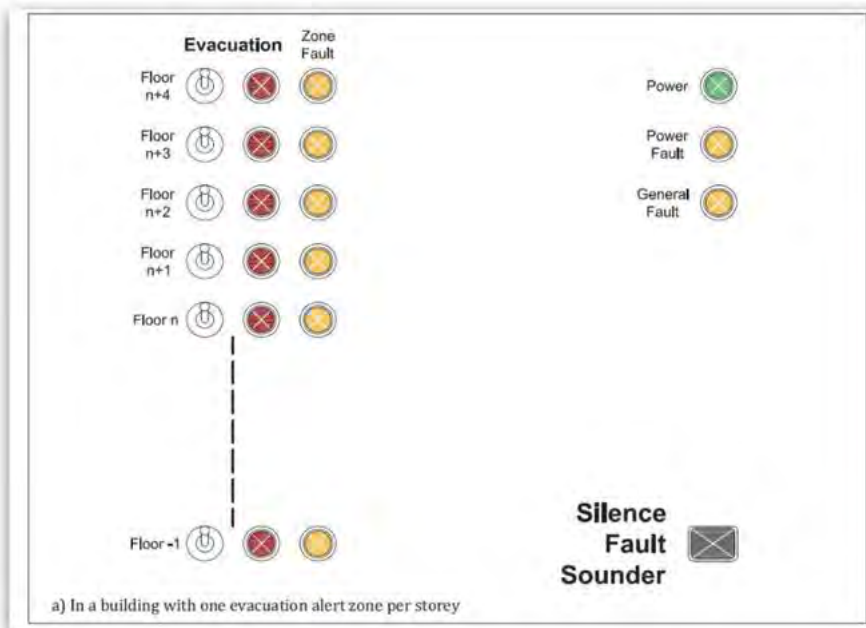 Evacuation
Zone
Fault
Floor
n+4
Floor
n+3
Floor
n+2
Floor
n+1
Floor n
Floor -1
Power
Power
Fault
General
Fault
Silence
Fault
Sounder
a) In a building with one evacuation alert zone per storey